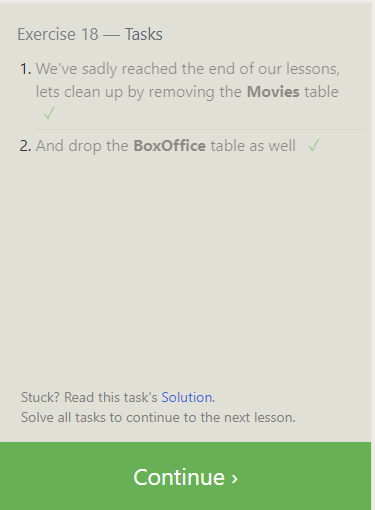 Exercise 18 — Tasks
1. We've sadly reached the end of our lessons,
lets clean up by removing the Movies table
✓
2. And drop the BoxOffice table as well ✓
Stuck? Read this task's Solution.
Solve all tasks to continue to the next lesson.
Continue ›